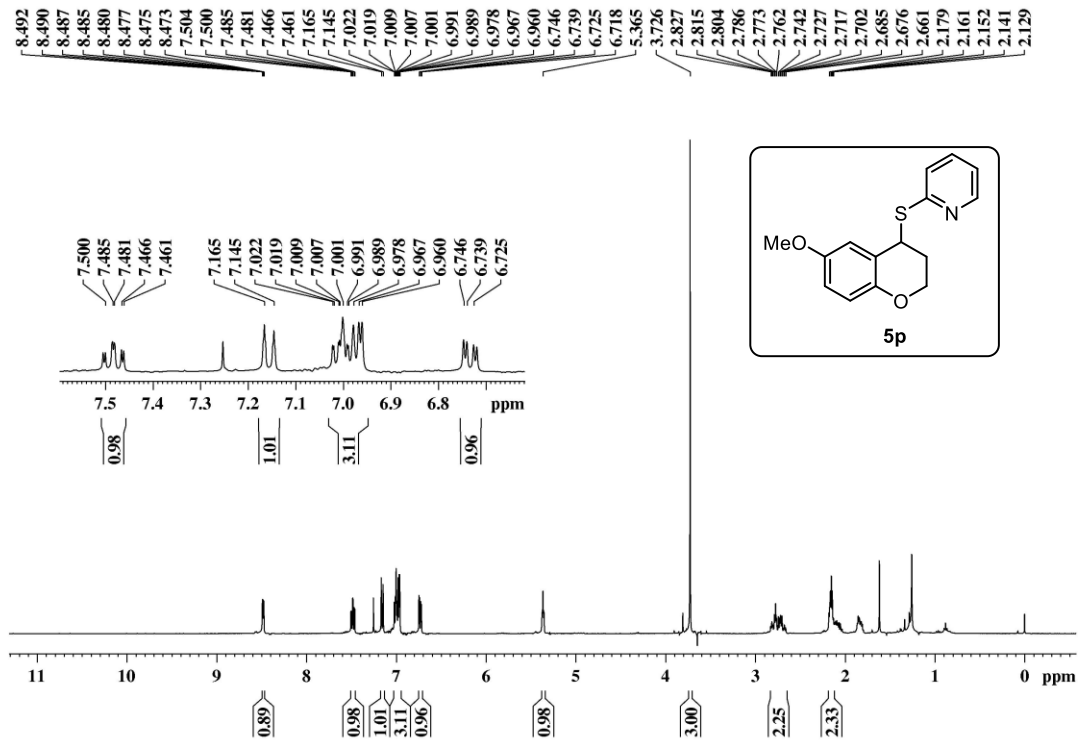 8.492 8.490 8.487 8.485 8.480 8.477 8.475 8.473 7.504 7.500 7.485 7.481 7.466 7.461 7.165 7.145 7.022 7.019 7.009 7.007 7.001 6.991 6.989 6.978 6.967 6.960 6.746 6.739 6.725 6.718 5.365 3.726 2.827 2.815 2.804 2.786 2.773 2.762 2.742 2.727 2.717 2.702 2.685 2.676 2.661 2.179 2.161 2.152 2.141 2.129
7.500 7.485 7.481 7.466 7.461 7.165 7.145 7.022 7.019 7.009 7.007 7.001 6.991 6.989 6.978 6.967 6.960 6.746 6.739 6.725
7.5 7.4 7.3 7.2 7.1 7.0 6.9 6.8 ppm
0.98 1.01 3.11 0.96
S
N
MeO
O
5p
11 10 9 8 7 6 5 4 3 2 1 0 ppm
0.89 0.98 1.01 3.11 0.96 0.98 3.00 2.25 2.33